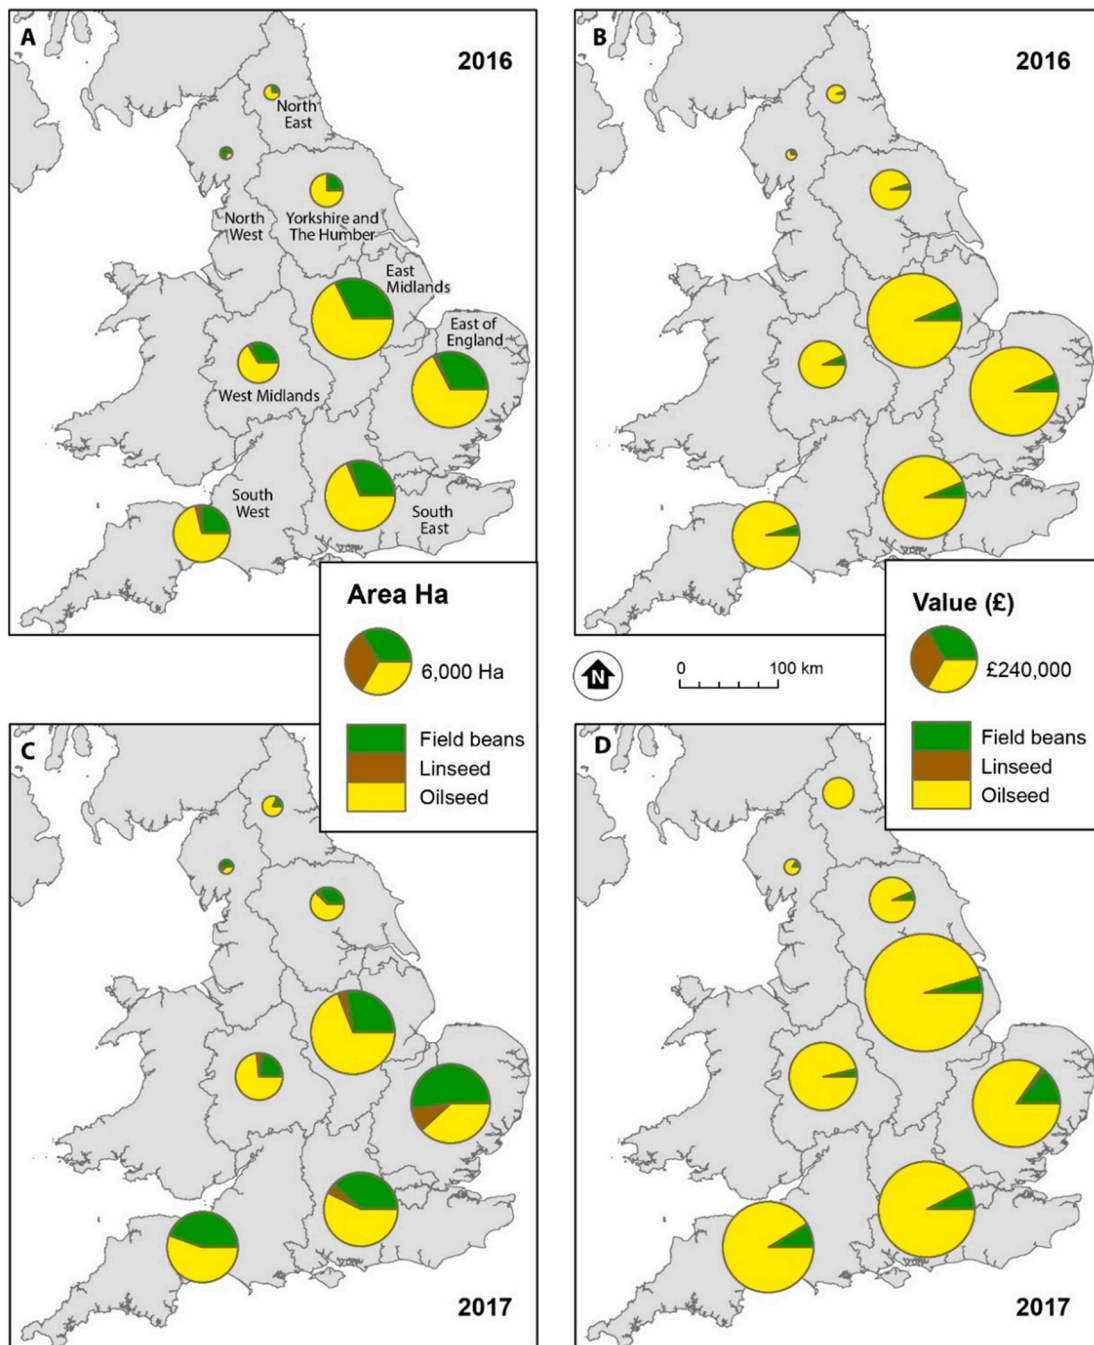 A
2016
North
East
North
West
Yorkshire and
The Humber
East
Midlands
East of
England
West Midlands
South
West
South
East
B
2016
Area Ha
6,000 Ha
Field beans
Linseed
Oilseed
N
0 100 km
Value (£)
£240,000
Field beans
Linseed
Oilseed
C
2017
D
2017